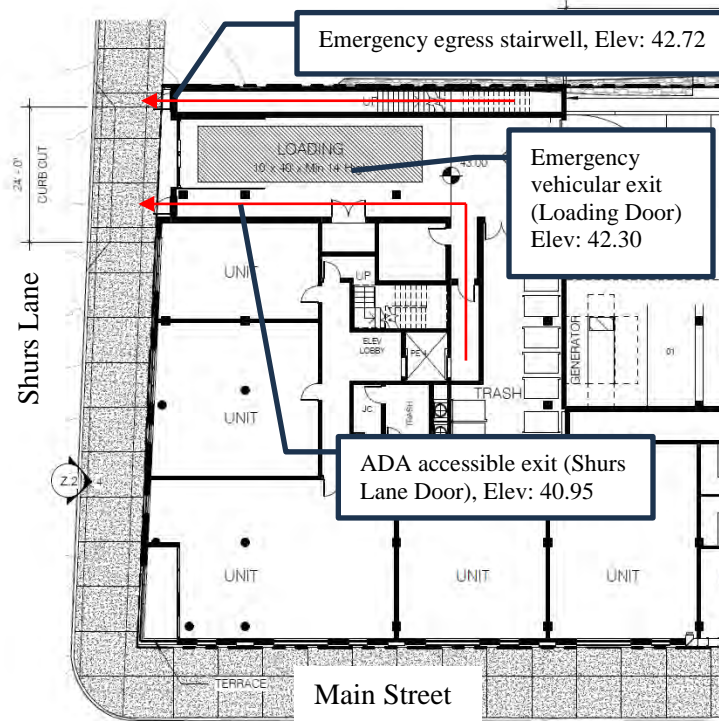 Emergency egress stairwell, Elev: 42.72
UP
LOADING
10' x 40' x Min 14'
43.00
Emergency
vehicular exit
(Loading Door)
Elev: 42.30
24' - 0"
CURB CUT
Shurs Lane
UNIT
UP
ELEV
LOBBY
GENERATOR
TRASH
UNIT
JC
TRASH
ADA accessible exit (Shurs
Lane Door), Elev: 40.95
Z.2
4
UNIT
UNIT
UNIT
TERRACE
Main Street